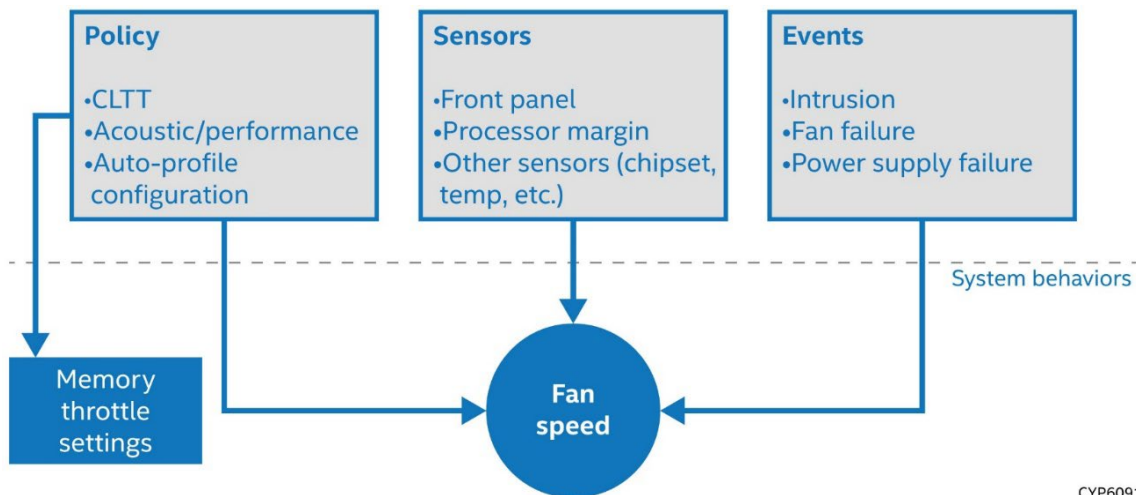 Policy
•CLTT
•Acoustic/performance
•Auto-profile
configuration
Sensors
•Front panel
•Processor margin
•Other sensors (chipset,
temp, etc.)
Events
•Intrusion
•Fan failure
•Power supply failure
System behaviors
Memory
throttle
settings
Fan
speed